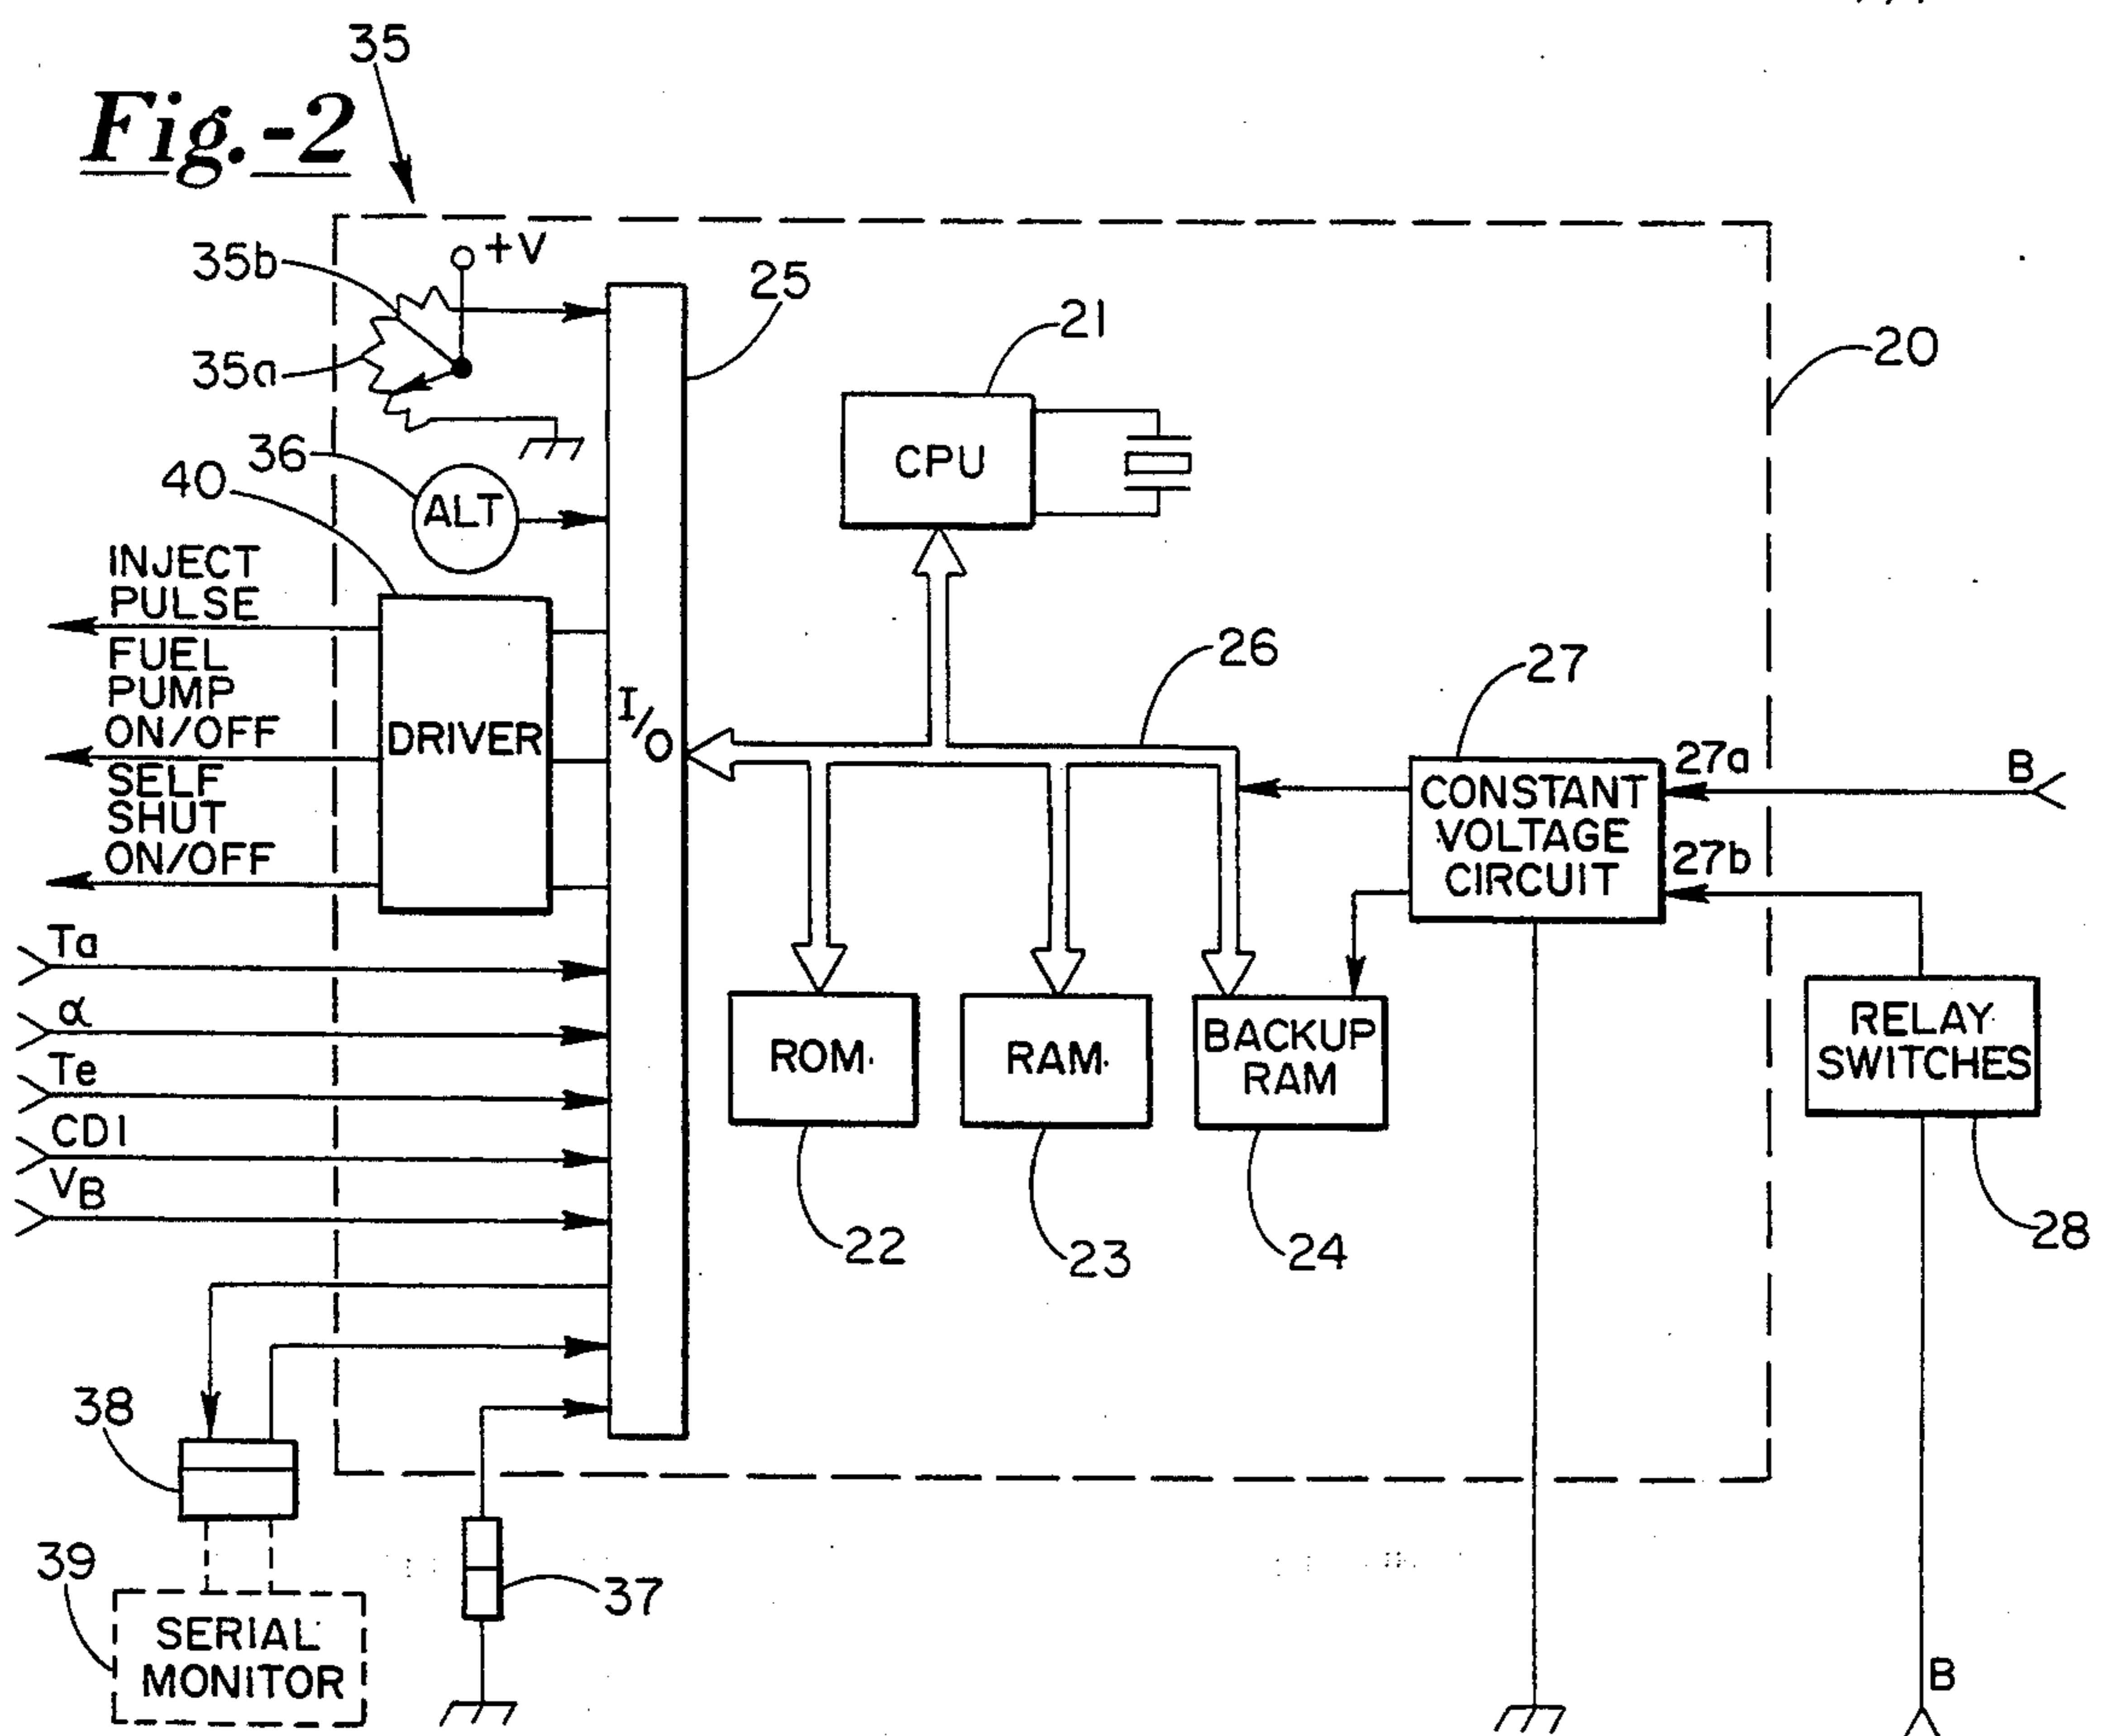 Fig.-2
35
35b
+V
35a
25
21
CPU
20
36
ALT
40
INJECT
PULSE
FUEL
PUMP
ON/OFF
SELF
SHUT
ON/OFF
DRIVER
I/O
26
27
CONSTANT
VOLTAGE
CIRCUIT
27a
B
27b
Ta
α
Te
CDI
VB
ROM
RAM
BACKUP
RAM
RELAY
SWITCHES
22
23
24
28
38
39
SERIAL
MONITOR
37
B